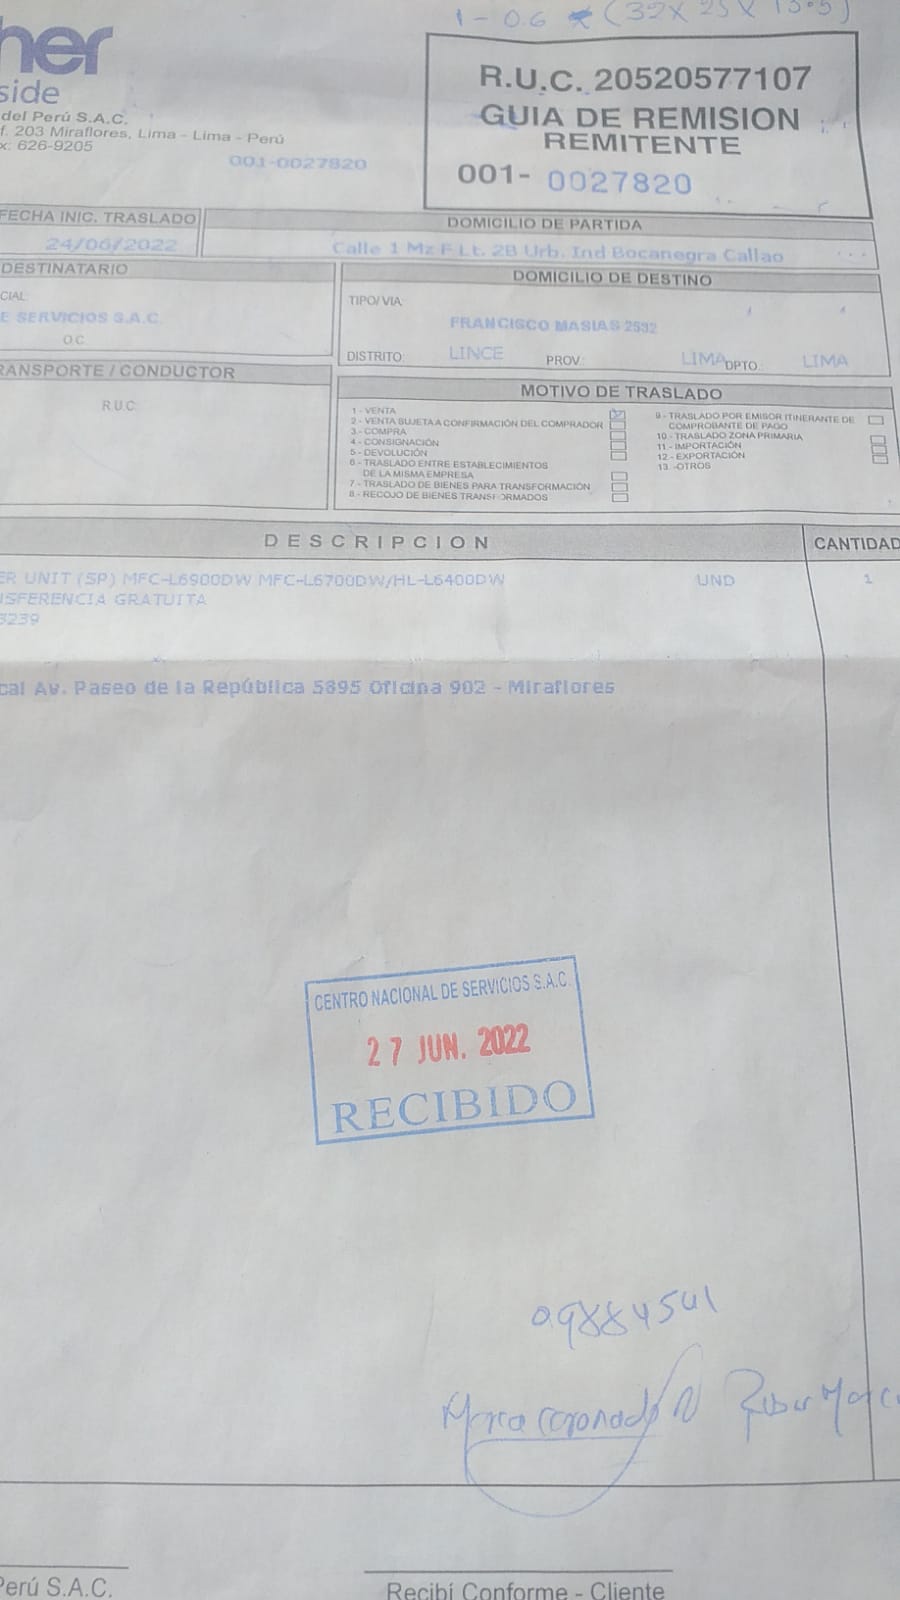 1 - 0.6 (32x 25 x 13.5)
her
side
del Perú S.A.C.
f. 203 Miraflores, Lima - Lima - Perú
x: 626-9205
001-0027820
R.U.C. 20520577107
GUIA DE REMISION
REMITENTE
001- 0027820
FECHA INIC. TRASLADO
24/06/2022
DOMICILIO DE PARTIDA
Calle 1 Mz F Lt. 2B Urb. Ind Bocanegra Callao
DESTINATARIO
CIAL:
E SERVICIOS S.A.C.
O.C.
DOMICILIO DE DESTINO
TIPO/VIA:
FRANCISCO MASIAS 2592
DISTRITO: LINCE PROV.: LIMA DPTO.: LIMA
RANSPORTE / CONDUCTOR
R.U.C.
MOTIVO DE TRASLADO
1 - VENTA
2 - VENTA SUJETA A CONFIRMACIÓN DEL COMPRADOR
3.- COMPRA
4 - CONSIGNACIÓN
5 - DEVOLUCIÓN
6 - TRASLADO ENTRE ESTABLECIMIENTOS
DE LA MISMA EMPRESA
7 - TRASLADO DE BIENES PARA TRANSFORMACIÓN
8 - RECOJO DE BIENES TRANSFORMADOS
9 - TRASLADO POR EMISOR ITINERANTE DE
COMPROBANTE DE PAGO
10 - TRASLADO ZONA PRIMARIA
11 - IMPORTACIÓN
12 - EXPORTACIÓN
13 -OTROS
DESCRIPCION
CANTIDAD
ER UNIT (SP) MFC-L6900DW MFC-L6700DW/HL-L6400DW UND 1
NSFERENCIA GRATUITA
3239
cal Av. Paseo de la República 5895 Oficina 902 - Miraflores
CENTRO NACIONAL DE SERVICIOS S.A.C.
27 JUN. 2022
RECIBIDO
09884541
Coronado
Perú S.A.C.
Recibí Conforme - Cliente